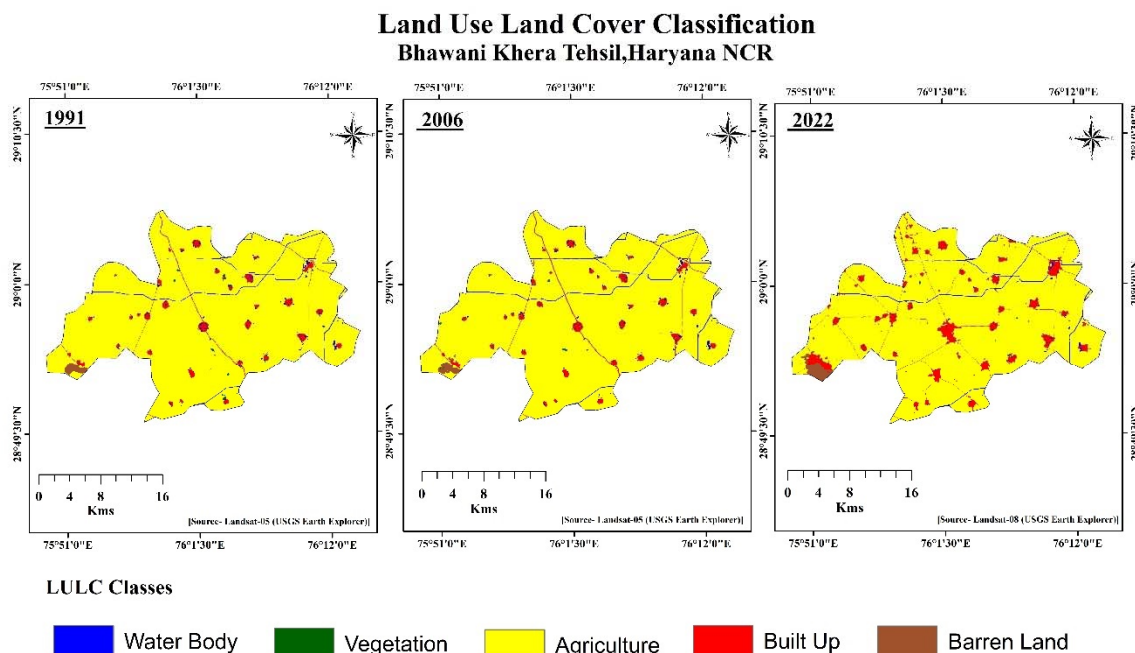 Land Use Land Cover Classification
Bhawani Khera Tehsil,Haryana NCR
75°51'0"E 76°1'30"E 76°12'0"E 75°51'0"E 76°1'30"E 76°12'0"E 75°51'0"E 76°1'30"E 76°12'0"E
1991 2006 2022
29°10'30"N 29°10'30"N 29°10'30"N
29°0'0"N 29°0'0"N 29°0'0"N
28°49'30"N 28°49'30"N 28°49'30"N
0 4 8 16 0 4 8 16 0 4 8 16
Kms Kms Kms
[Source- Landsat-05 (USGS Earth Explorer)] [Source- Landsat-05 (USGS Earth Explorer)] [Source- Landsat-08 (USGS Earth Explorer)]
75°51'0"E 76°1'30"E 76°12'0"E 75°51'0"E 76°1'30"E 76°12'0"E 75°51'0"E 76°1'30"E 76°12'0"E
LULC Classes
Water Body Vegetation Agriculture Built Up Barren Land